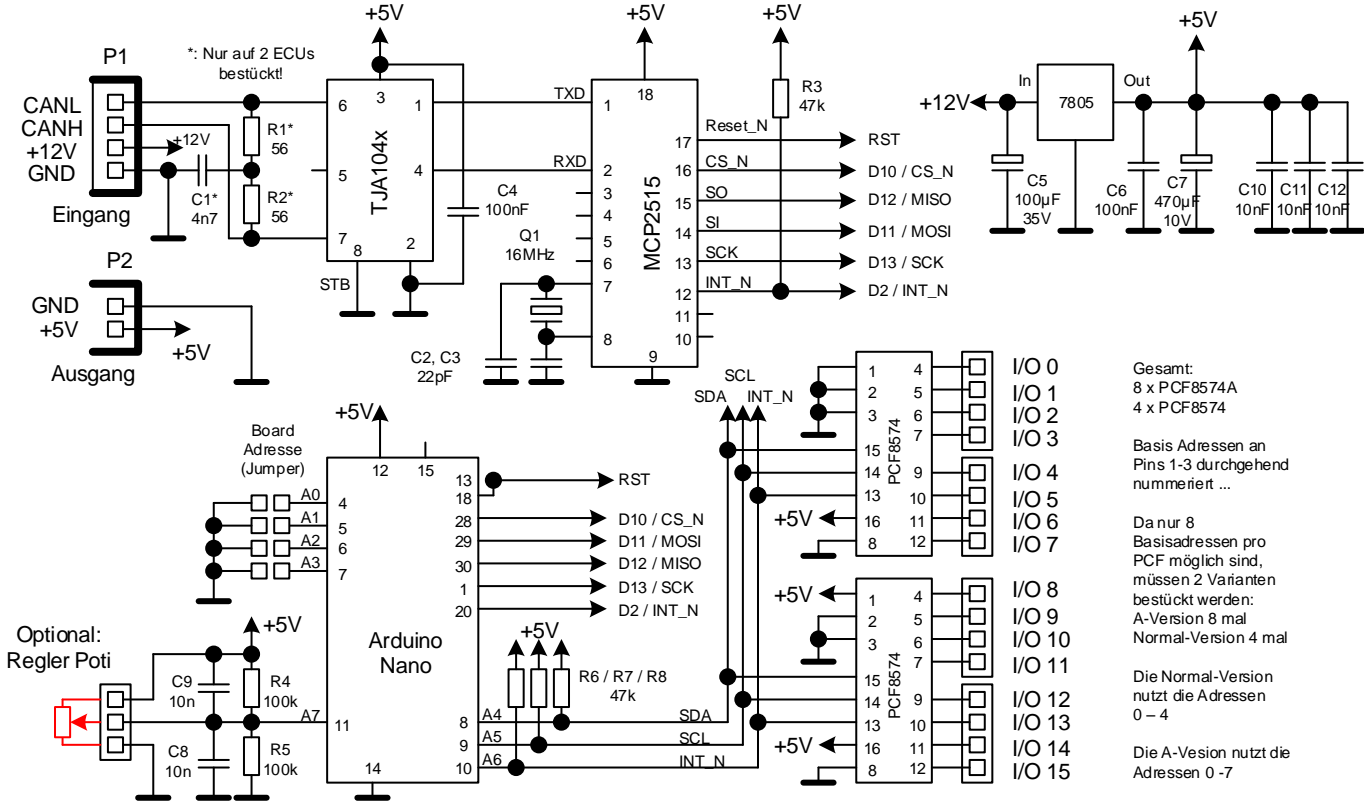 P1
CANL
CANH
+12V
GND
Eingang
*: Nur auf 2 ECUs
bestückt!
+12V
C1*
4n7
R1*
56
R2*
56
+5V
TJA104x
3
6
5
7
8
1
4
2
STB
C4
100nF
TXD
RXD
Q1
16MHz
C2, C3
22pF
+5V
MCP2515
18
1
2
3
4
5
6
7
8
9
17
16
15
14
13
12
11
10
Reset_N
CS_N
SO
SI
SCK
INT_N
+5V
R3
47k
RST
D10 / CS_N
D12 / MISO
D11 / MOSI
D13 / SCK
D2 / INT_N
+12V
In
7805
Out
+5V
C5
100µF
35V
C6
100nF
C7
470µF
10V
C10
10nF
C11
10nF
C12
10nF
P2
GND
+5V
+5V
Ausgang
Board
Adresse
(Jumper)
A0
A1
A2
A3
+5V
12
15
4
5
6
7
13
18
28
29
30
1
20
8
9
10
11
14
Arduino
Nano
RST
D10 / CS_N
D11 / MOSI
D12 / MISO
D13 / SCK
D2 / INT_N
+5V
R6 / R7 / R8
47k
A4
A5
A6
SDA
SCL
INT_N
Optional:
Regler Poti
+5V
C9
10n
C8
10n
R4
100k
R5
100k
A7
SCL
SDA
INT_N
PCF8574
1
2
3
15
14
13
16
8
4
5
6
7
9
10
11
12
+5V
I/O 0
I/O 1
I/O 2
I/O 3
I/O 4
I/O 5
I/O 6
I/O 7
+5V
PCF8574
1
2
3
15
14
13
16
8
4
5
6
7
9
10
11
12
+5V
I/O 8
I/O 9
I/O 10
I/O 11
I/O 12
I/O 13
I/O 14
I/O 15
Gesamt:
8 x PCF8574A
4 x PCF8574
Basis Adressen an
Pins 1-3 durchgehend
nummeriert ...
Da nur 8
Basisadressen pro
PCF möglich sind,
müssen 2 Varianten
bestückt werden:
A-Version 8 mal
Normal-Version 4 mal
Die Normal-Version
nutzt die Adressen
0 – 4
Die A-Vesion nutzt die
Adressen 0 -7